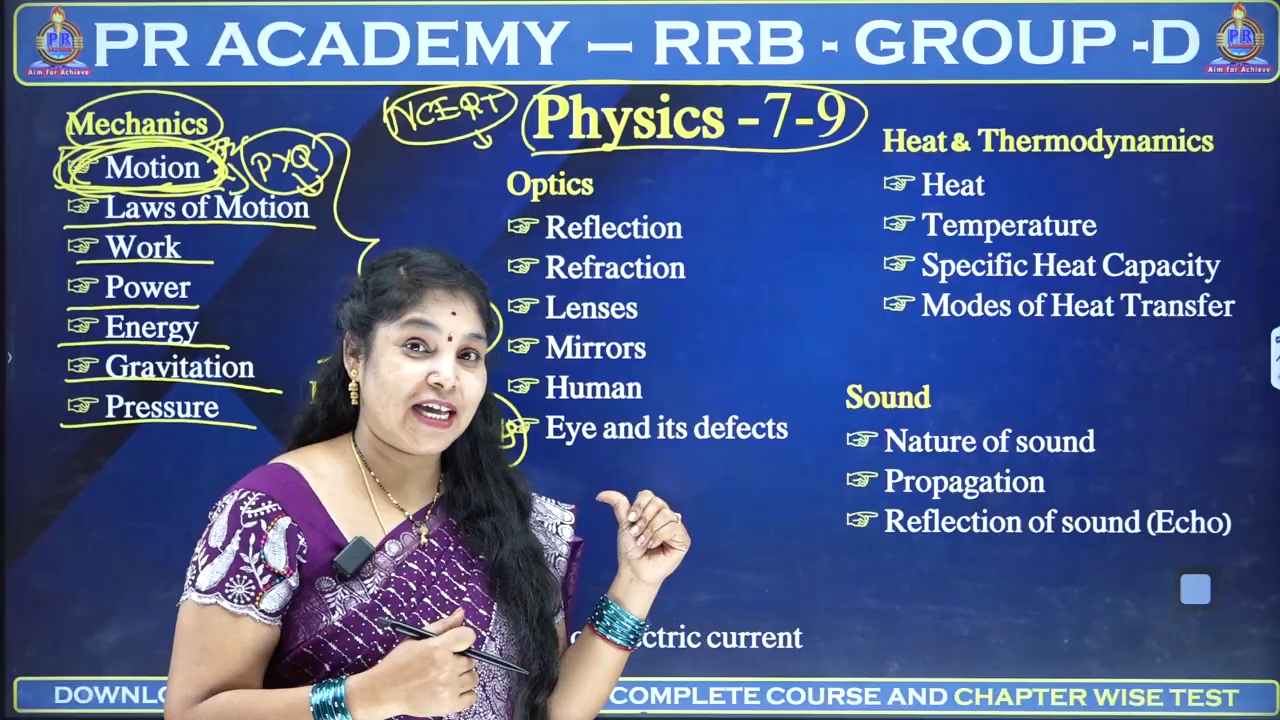 PR ACADEMY – RRB - GROUP -D
PR
Aim for Achieve
PR
Aim for Achieve
NCERT
Physics -7-9
Mechanics
Motion
PYQ
Laws of Motion
Work
Power
Energy
Gravitation
Pressure
Optics
Reflection
Refraction
Lenses
Mirrors
Human
Eye and its defects
Heat & Thermodynamics
Heat
Temperature
Specific Heat Capacity
Modes of Heat Transfer
Sound
Nature of sound
Propagation
Reflection of sound (Echo)
current
COMPLETE COURSE AND CHAPTER WISE TEST